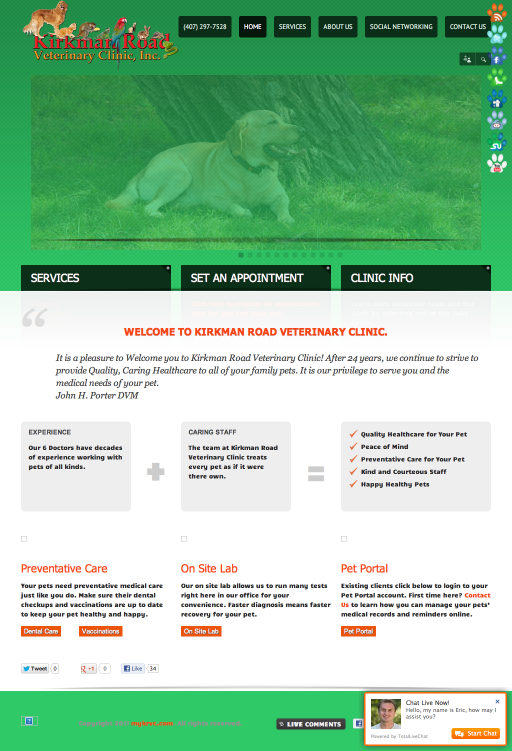 Kirkman Road
Veterinary Clinic, Inc.
(407) 297-7528
HOME
SERVICES
ABOUT US
SOCIAL NETWORKING
CONTACT US
SERVICES
SET AN APPOINTMENT
CLINIC INFO
WELCOME TO KIRKMAN ROAD VETERINARY CLINIC.
It is a pleasure to Welcome you to Kirkman Road Veterinary Clinic! After 24 years, we continue to strive to
provide Quality, Caring Healthcare to all of your family pets. It is our privilege to serve you and the
medical needs of your pet.
John H. Porter DVM
EXPERIENCE
Our 6 Doctors have decades
of experience working with
pets of all kinds.
CARING STAFF
The team at Kirkman Road
Veterinary Clinic treats
every pet as if it were
there own.
Quality Healthcare for Your Pet
Peace of Mind
Preventative Care for Your Pet
Kind and Courteous Staff
Happy Healthy Pets
Preventative Care
Your pets need preventative medical care
just like you do. Make sure their dental
checkups and vaccinations are up to date
to keep your pet healthy and happy.
Dental Care
Vaccinations
On Site Lab
Our on site lab allows us to run many tests
right here in our office for your
convenience. Faster diagnosis means faster
recovery for your pet.
On Site Lab
Pet Portal
Existing clients click below to login to your
Pet Portal account. First time here? Contact
Us to learn how you can manage your pets'
medical records and reminders online.
Pet Portal
Tweet 0
+1 0
Like 34
LIVE COMMENTS
Chat Live Now!
Hello, my name is Eric, how may I
assist you?
Powered by TotalLiveChat
Start Chat